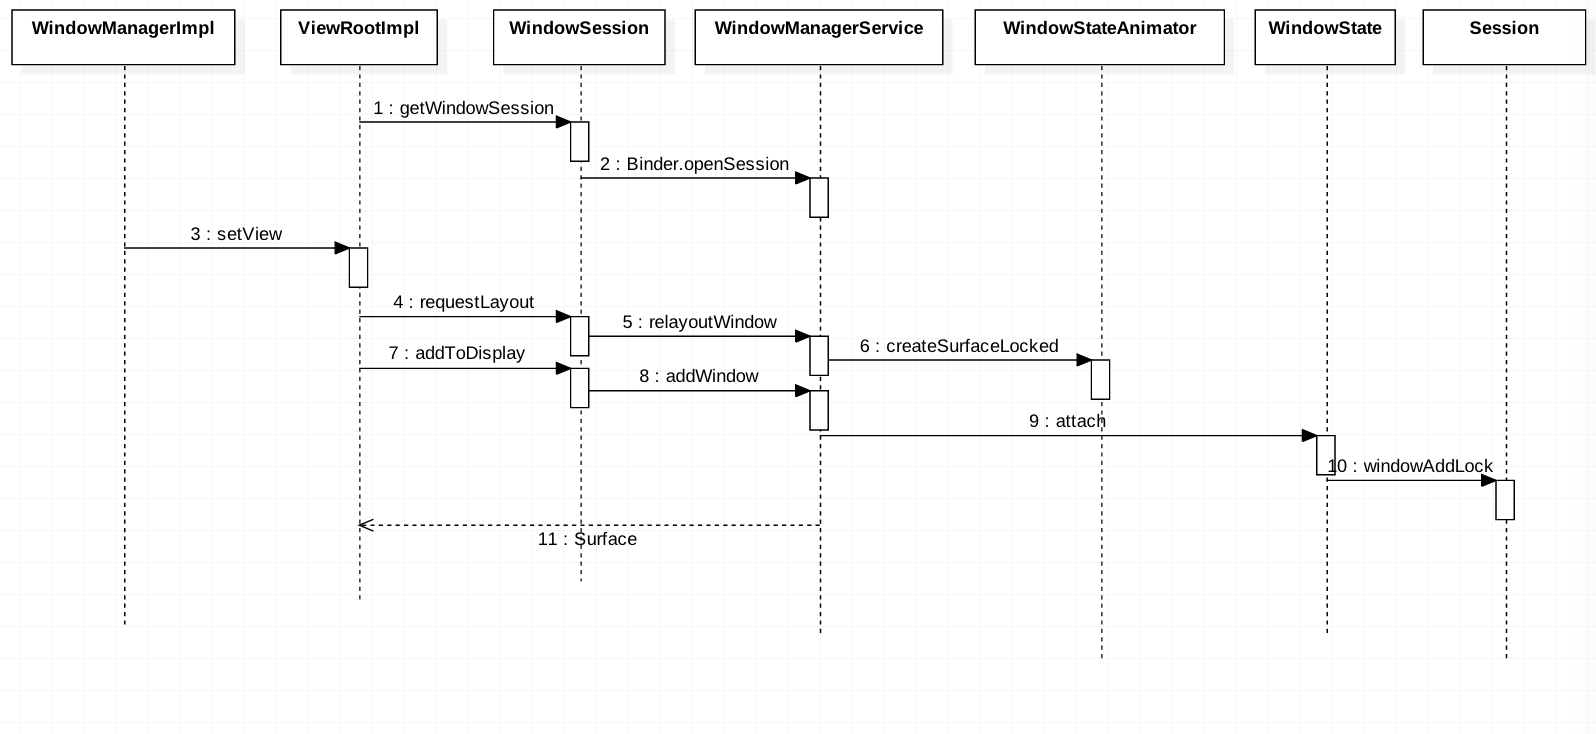 WindowManagerImpl
ViewRootImpl
WindowSession
WindowManagerService
WindowStateAnimator
WindowState
Session
1 : getWindowSession
2 : Binder.openSession
3 : setView
4 : requestLayout
5 : relayoutWindow
6 : createSurfaceLocked
7 : addToDisplay
8 : addWindow
9 : attach
10 : windowAddLock
11 : Surface